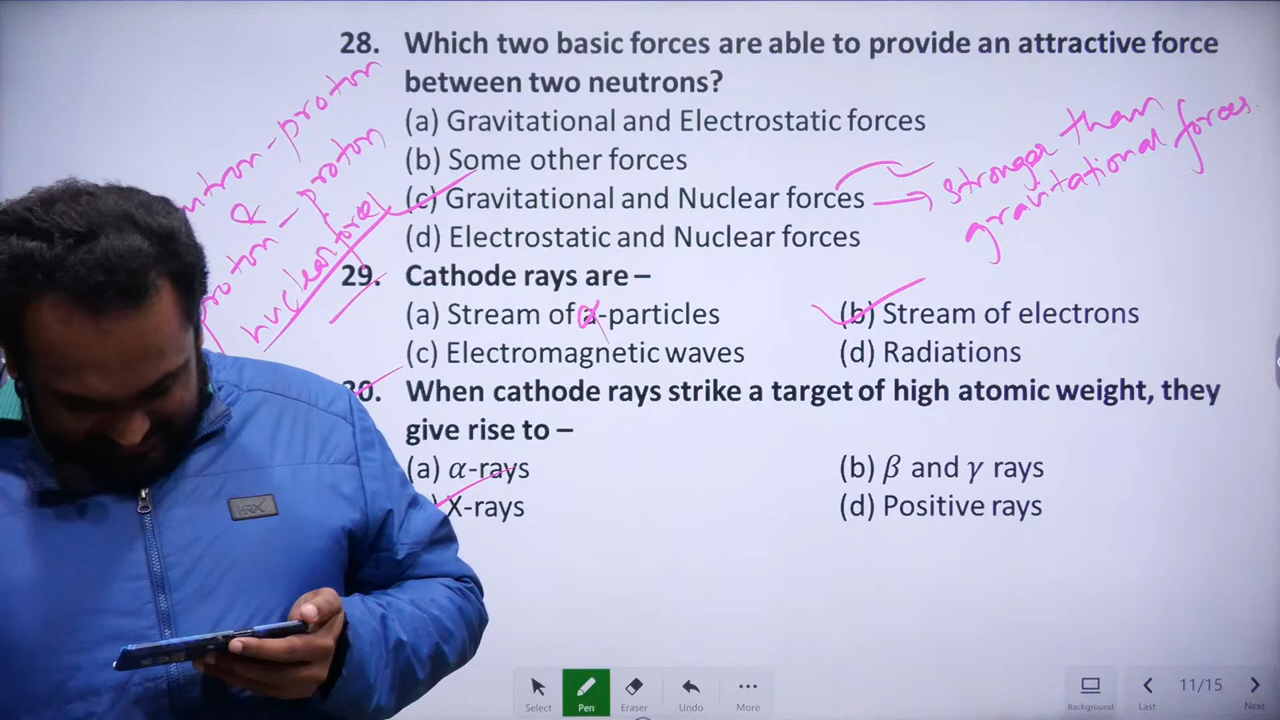 28. Which two basic forces are able to provide an attractive force
between two neutrons?
(a) Gravitational and Electrostatic forces
(b) Some other forces
(c) Gravitational and Nuclear forces
(d) Electrostatic and Nuclear forces
-proton
&
proton-proton
nuclear force
stronger than
gravitational forces.
29. Cathode rays are –
(a) Stream of α-particles (b) Stream of electrons
(c) Electromagnetic waves (d) Radiations
30. When cathode rays strike a target of high atomic weight, they
give rise to –
(a) α-rays (b) β and γ rays
X-rays (d) Positive rays
HRX
Select Pen Eraser Undo More Background Last 11/15 Next